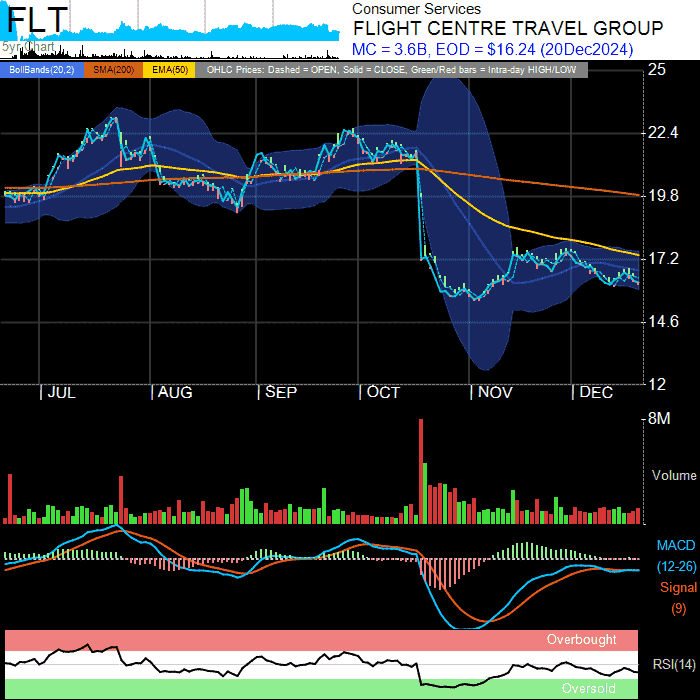 FLT
5yr Chart
Consumer Services
FLIGHT CENTRE TRAVEL GROUP
MC = 3.6B, EOD = $16.24 (20Dec2024)
BollBands(20,2) SMA(200) EMA(50) OHLC Prices: Dashed = OPEN, Solid = CLOSE, Green/Red bars = Intra-day HIGH/LOW
25
22.4
19.8
17.2
14.6
12
JUL AUG SEP OCT NOV DEC
8M
Volume
MACD
(12-26)
Signal
(9)
Overbought
RSI(14)
Oversold